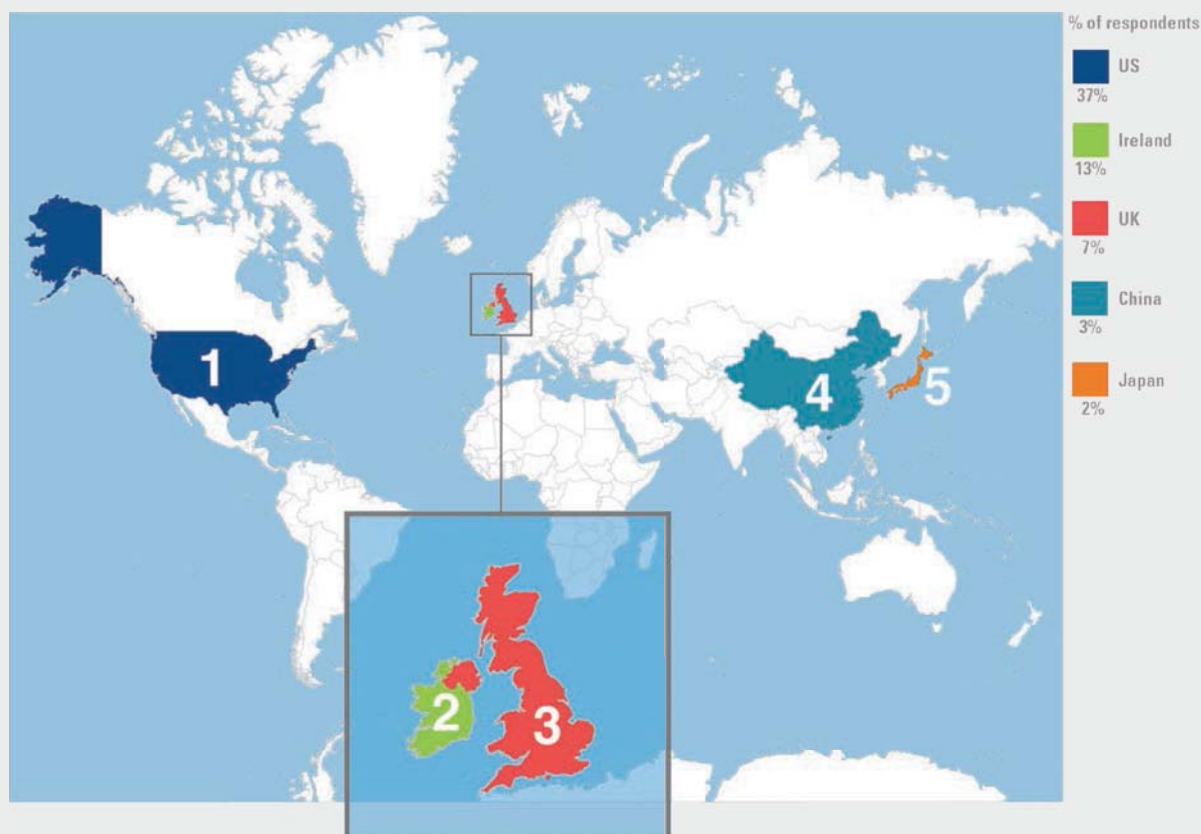 % of respondents
US
37%
Ireland
13%
UK
7%
China
3%
Japan
2%
1
4
5
2
3